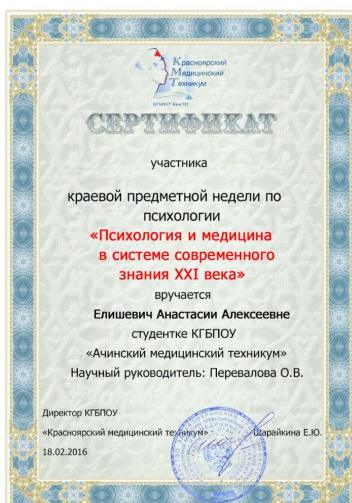 Красноярский
Медицинский
Техникум
СЕРТИФИКАТ
участника
краевой предметной недели по
психологии
«Психология и медицина
в системе современного
знания XXI века»
вручается
Елишевич Анастасии Алексеевне
студентке КГБПОУ
«Ачинский медицинский техникум»
Научный руководитель: Перевалова О.В.
Директор КГБПОУ
«Красноярский медицинский техникум» Шарайкина Е.Ю.
18.02.2016